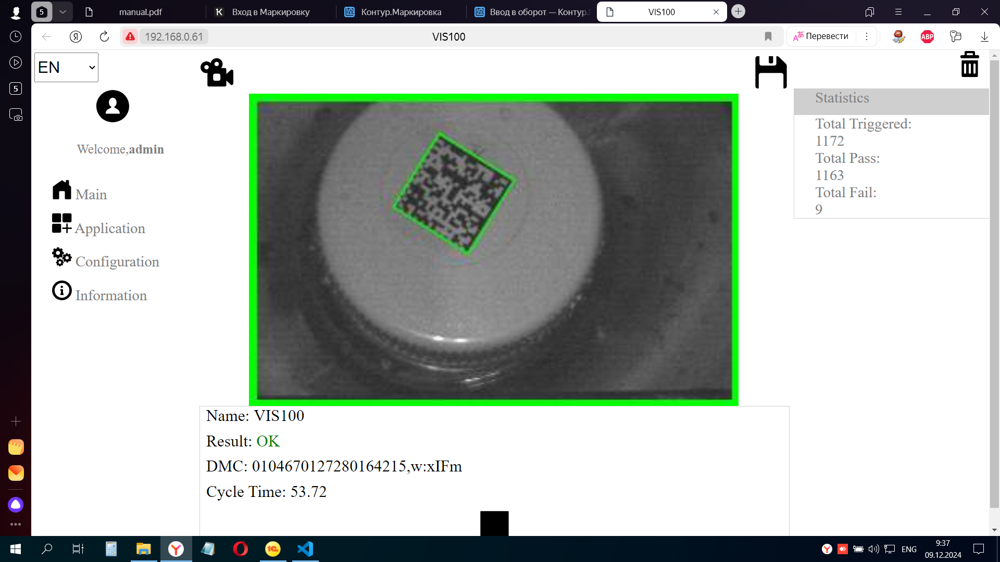 5
manual.pdf
Вход в Маркировку
Контур.Маркировка
Ввод в оборот — Контур.
VIS100
192.168.0.61
VIS100
Перевести
ABP
5
EN
Welcome,admin
Main
Application
Configuration
Information
Statistics
Total Triggered:
1172
Total Pass:
1163
Total Fail:
9
Name: VIS100
Result: OK
DMC: 0104670127280164215,w:xIFm
Cycle Time: 53.72
ENG
9:37
09.12.2024